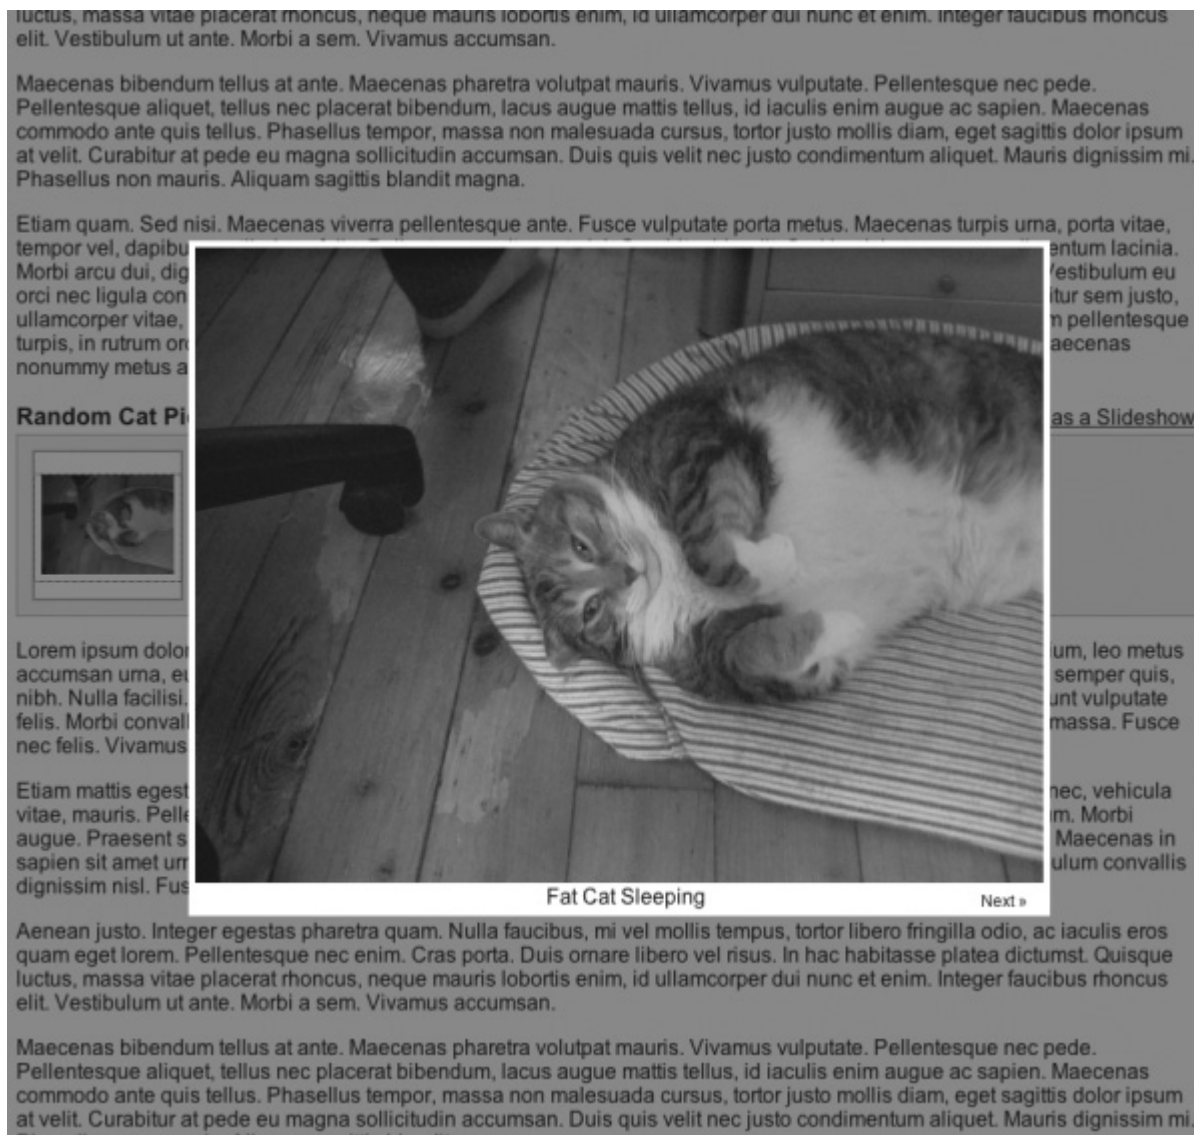 luctus, massa vitae placerat rhoncus, neque mauris lobortis enim, id ullamcorper dui nunc et enim. Integer faucibus rhoncus
elit. Vestibulum ut ante. Morbi a sem. Vivamus accumsan.
Maecenas bibendum tellus at ante. Maecenas pharetra volutpat mauris. Vivamus vulputate. Pellentesque nec pede.
Pellentesque aliquet, tellus nec placerat bibendum, lacus augue mattis tellus, id iaculis enim augue ac sapien. Maecenas
commodo ante quis tellus. Phasellus tempor, massa non malesuada cursus, tortor justo mollis diam, eget sagittis dolor ipsum
at velit. Curabitur at pede eu magna sollicitudin accumsan. Duis quis velit nec justo condimentum aliquet. Mauris dignissim mi.
Phasellus non mauris. Aliquam sagittis blandit magna.
Etiam quam. Sed nisi. Maecenas viverra pellentesque ante. Fusce vulputate porta metus. Maecenas turpis urna, porta vitae,
tempor vel, dapibu entum lacinia.
Morbi arcu dui, dig Vestibulum eu
orci nec ligula con itur sem justo,
ullamcorper vitae, m pellentesque
turpis, in rutrum orc aecenas
nonummy metus a
Random Cat Pi as a Slideshow
Lorem ipsum dolor um, leo metus
accumsan urna, eu semper quis,
nibh. Nulla facilisi. unt vulputate
felis. Morbi convall massa. Fusce
nec felis. Vivamus
Etiam mattis egest nec, vehicula
vitae, mauris. Pelle m. Morbi
augue. Praesent s Maecenas in
sapien sit amet urn ulum convallis
dignissim nisl. Fus
Fat Cat Sleeping
Next »
Aenean justo. Integer egestas pharetra quam. Nulla faucibus, mi vel mollis tempus, tortor libero fringilla odio, ac iaculis eros
quam eget lorem. Pellentesque nec enim. Cras porta. Duis ornare libero vel risus. In hac habitasse platea dictumst. Quisque
luctus, massa vitae placerat rhoncus, neque mauris lobortis enim, id ullamcorper dui nunc et enim. Integer faucibus rhoncus
elit. Vestibulum ut ante. Morbi a sem. Vivamus accumsan.
Maecenas bibendum tellus at ante. Maecenas pharetra volutpat mauris. Vivamus vulputate. Pellentesque nec pede.
Pellentesque aliquet, tellus nec placerat bibendum, lacus augue mattis tellus, id iaculis enim augue ac sapien. Maecenas
commodo ante quis tellus. Phasellus tempor, massa non malesuada cursus, tortor justo mollis diam, eget sagittis dolor ipsum
at velit. Curabitur at pede eu magna sollicitudin accumsan. Duis quis velit nec justo condimentum aliquet. Mauris dignissim mi.